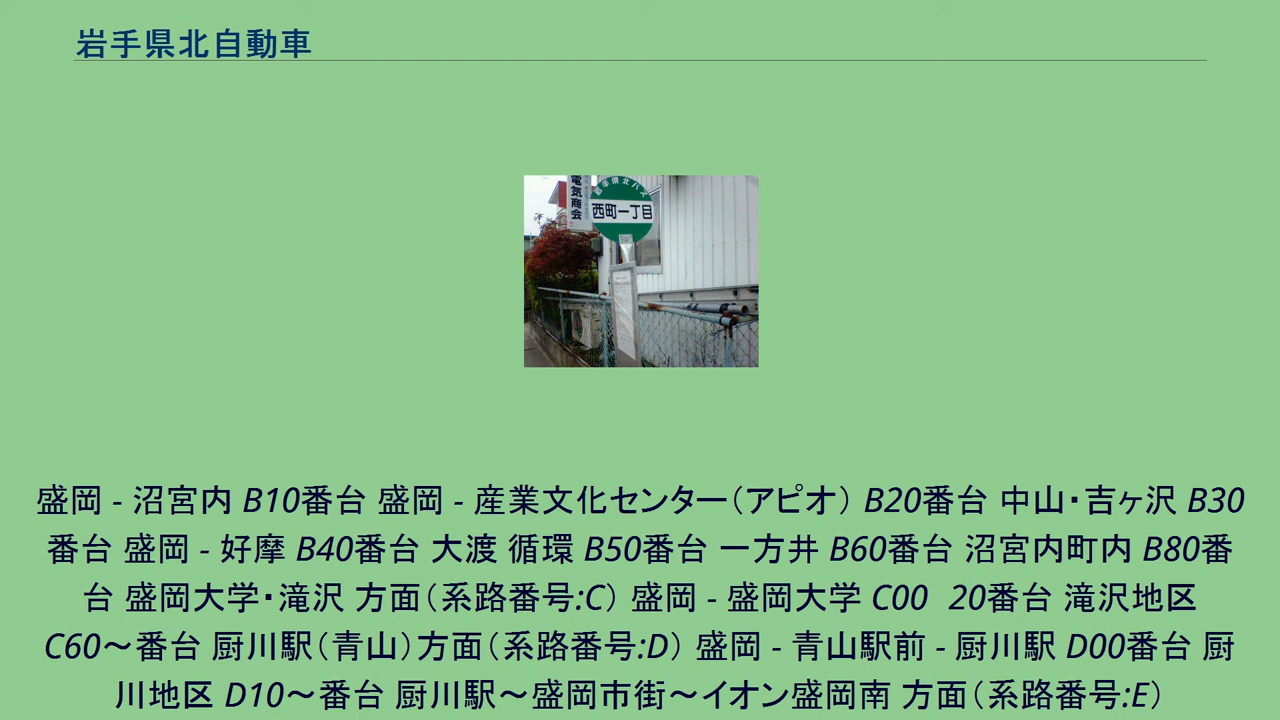 岩手県北自動車
電気商会
岩手県北バス
西町一丁目
盛岡 - 沼宮内 B10番台 盛岡 - 産業文化センター（アピオ） B20番台 中山・吉ヶ沢 B30
番台 盛岡 - 好摩 B40番台 大渡 循環 B50番台 一方井 B60番台 沼宮内町内 B80番
台 盛岡大学・滝沢 方面（系路番号:C） 盛岡 - 盛岡大学 C00 20番台 滝沢地区
C60～番台 厨川駅（青山）方面（系路番号:D） 盛岡 - 青山駅前 - 厨川駅 D00番台 厨
川地区 D10～番台 厨川駅～盛岡市街～イオン盛岡南 方面（系路番号:E）